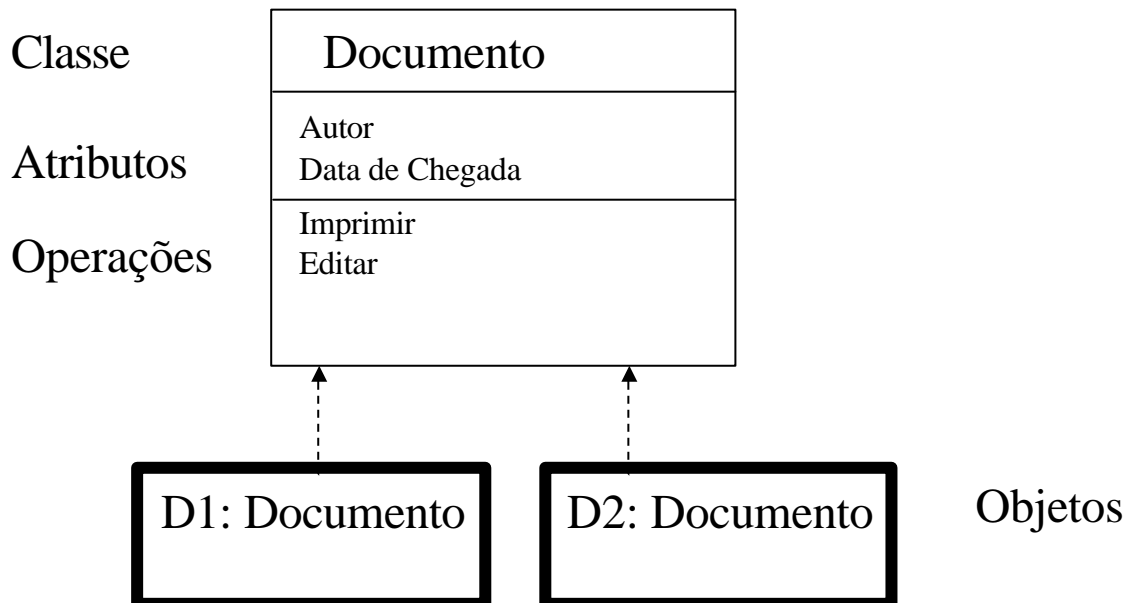 Classe
Documento
Atributos
Autor
Data de Chegada
Operações
Imprimir
Editar
D1: Documento
D2: Documento
Objetos